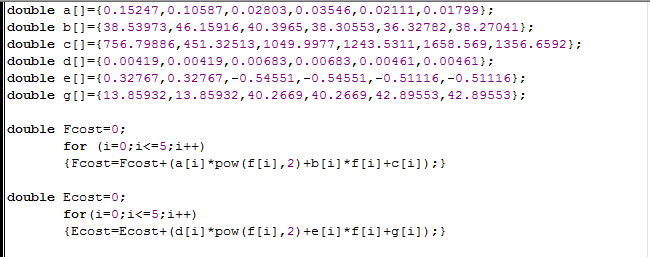 double a[]={0.15247,0.10587,0.02803,0.03546,0.02111,0.01799};
double b[]={38.53973,46.15916,40.3965,38.30553,36.32782,38.27041};
double c[]={756.79886,451.32513,1049.9977,1243.5311,1658.569,1356.6592};
double d[]={0.00419,0.00419,0.00683,0.00683,0.00461,0.00461};
double e[]={0.32767,0.32767,-0.54551,-0.54551,-0.51116,-0.51116};
double g[]={13.85932,13.85932,40.2669,40.2669,42.89553,42.89553};
double Fcost=0;
for (i=0;i<=5;i++)
{Fcost=Fcost+(a[i]*pow(f[i],2)+b[i]*f[i]+c[i]);}
double Ecost=0;
for(i=0;i<=5;i++)
{Ecost=Ecost+(d[i]*pow(f[i],2)+e[i]*f[i]+g[i]);}